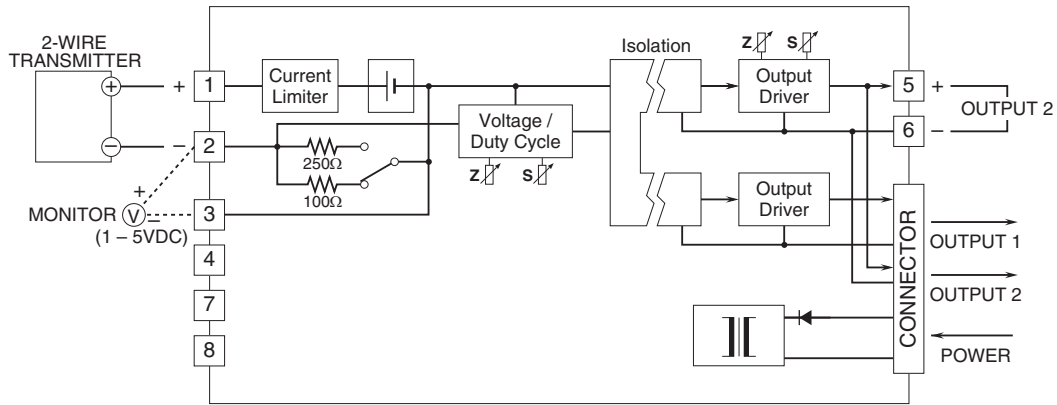 2-WIRE
TRANSMITTER
+
–
+
–
1
2
3
4
7
8
Current
Limiter
Voltage /
Duty Cycle
Z
S
250Ω
100Ω
+
MONITOR V –
(1 – 5VDC)
Isolation
Z
S
Output
Driver
Output
Driver
5
+
6
–
OUTPUT 2
CONNECTOR
OUTPUT 1
OUTPUT 2
POWER